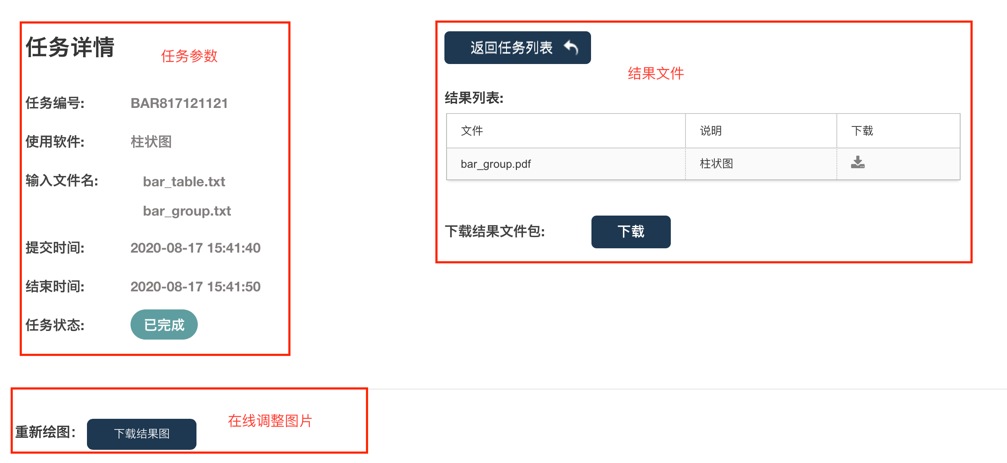 任务详情
任务参数
任务编号: BAR817121121
使用软件: 柱状图
输入文件名: bar_table.txt
bar_group.txt
提交时间: 2020-08-17 15:41:40
结束时间: 2020-08-17 15:41:50
任务状态: 已完成
返回任务列表
结果文件
结果列表:
文件 说明 下载
bar_group.pdf 柱状图
下载结果文件包: 下载
在线调整图片
重新绘图: 下载结果图